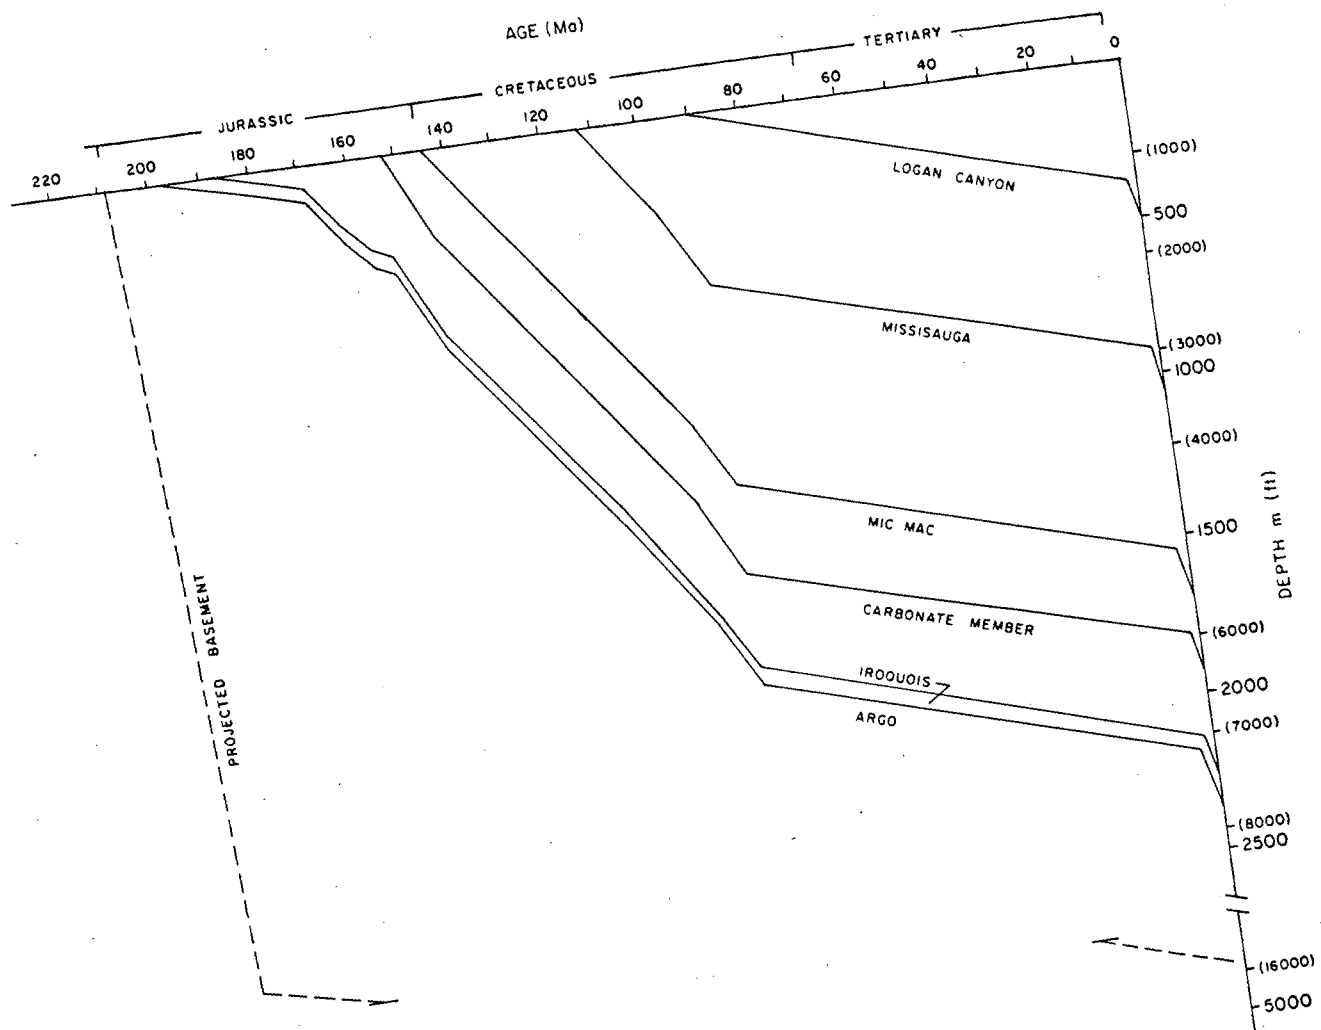 AGE (Ma)
JURASSIC CRETACEOUS TERTIARY
220 200 180 160 140 120 100 80 60 40 20 0
(1000)
LOGAN CANYON
500
(2000)
MISSISAUGA
(3000)
1000
(4000)
MIC MAC
1500
DEPTH m (ft)
CARBONATE MEMBER
(6000)
IROQUOIS
2000
ARGO
(7000)
PROJECTED BASEMENT
(8000)
2500
(16000)
5000